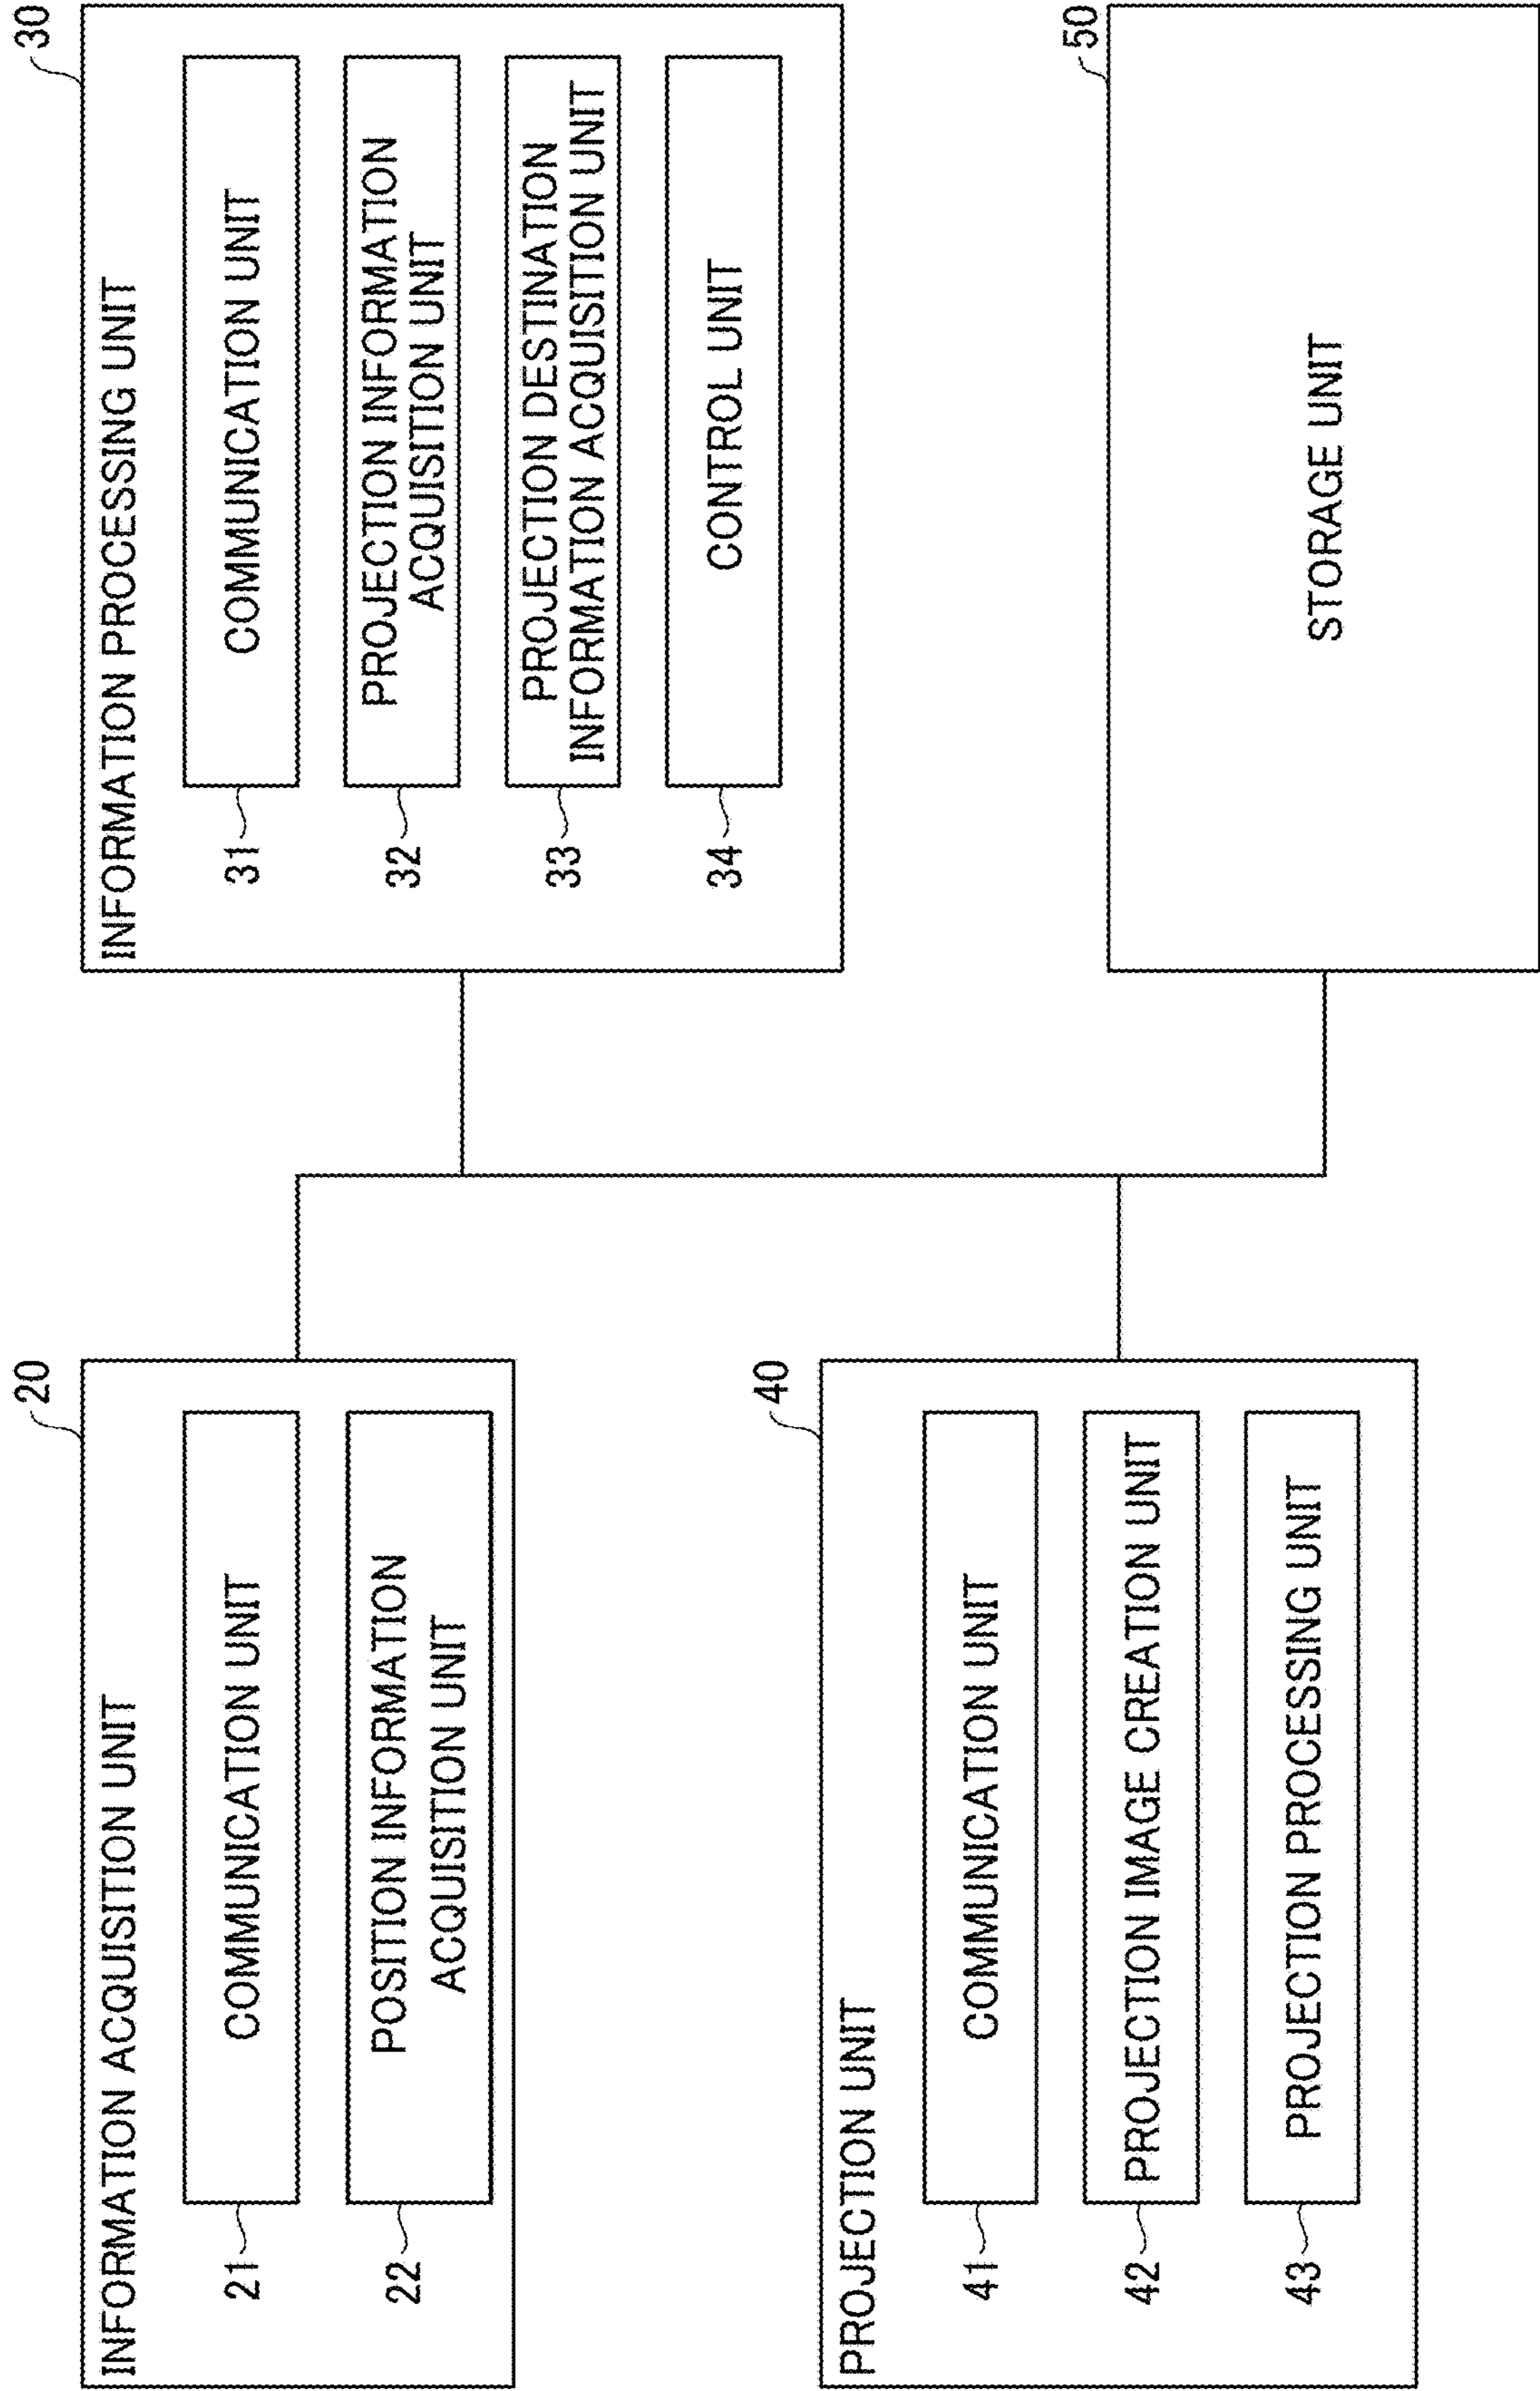 20
INFORMATION ACQUISITION UNIT
21
COMMUNICATION UNIT
22
POSITION INFORMATION
ACQUISITION UNIT
30
INFORMATION PROCESSING UNIT
31
COMMUNICATION UNIT
32
PROJECTION INFORMATION
ACQUISITION UNIT
33
PROJECTION DESTINATION
INFORMATION ACQUISITION UNIT
34
CONTROL UNIT
40
PROJECTION UNIT
41
COMMUNICATION UNIT
42
PROJECTION IMAGE CREATION UNIT
43
PROJECTION PROCESSING UNIT
50
STORAGE UNIT